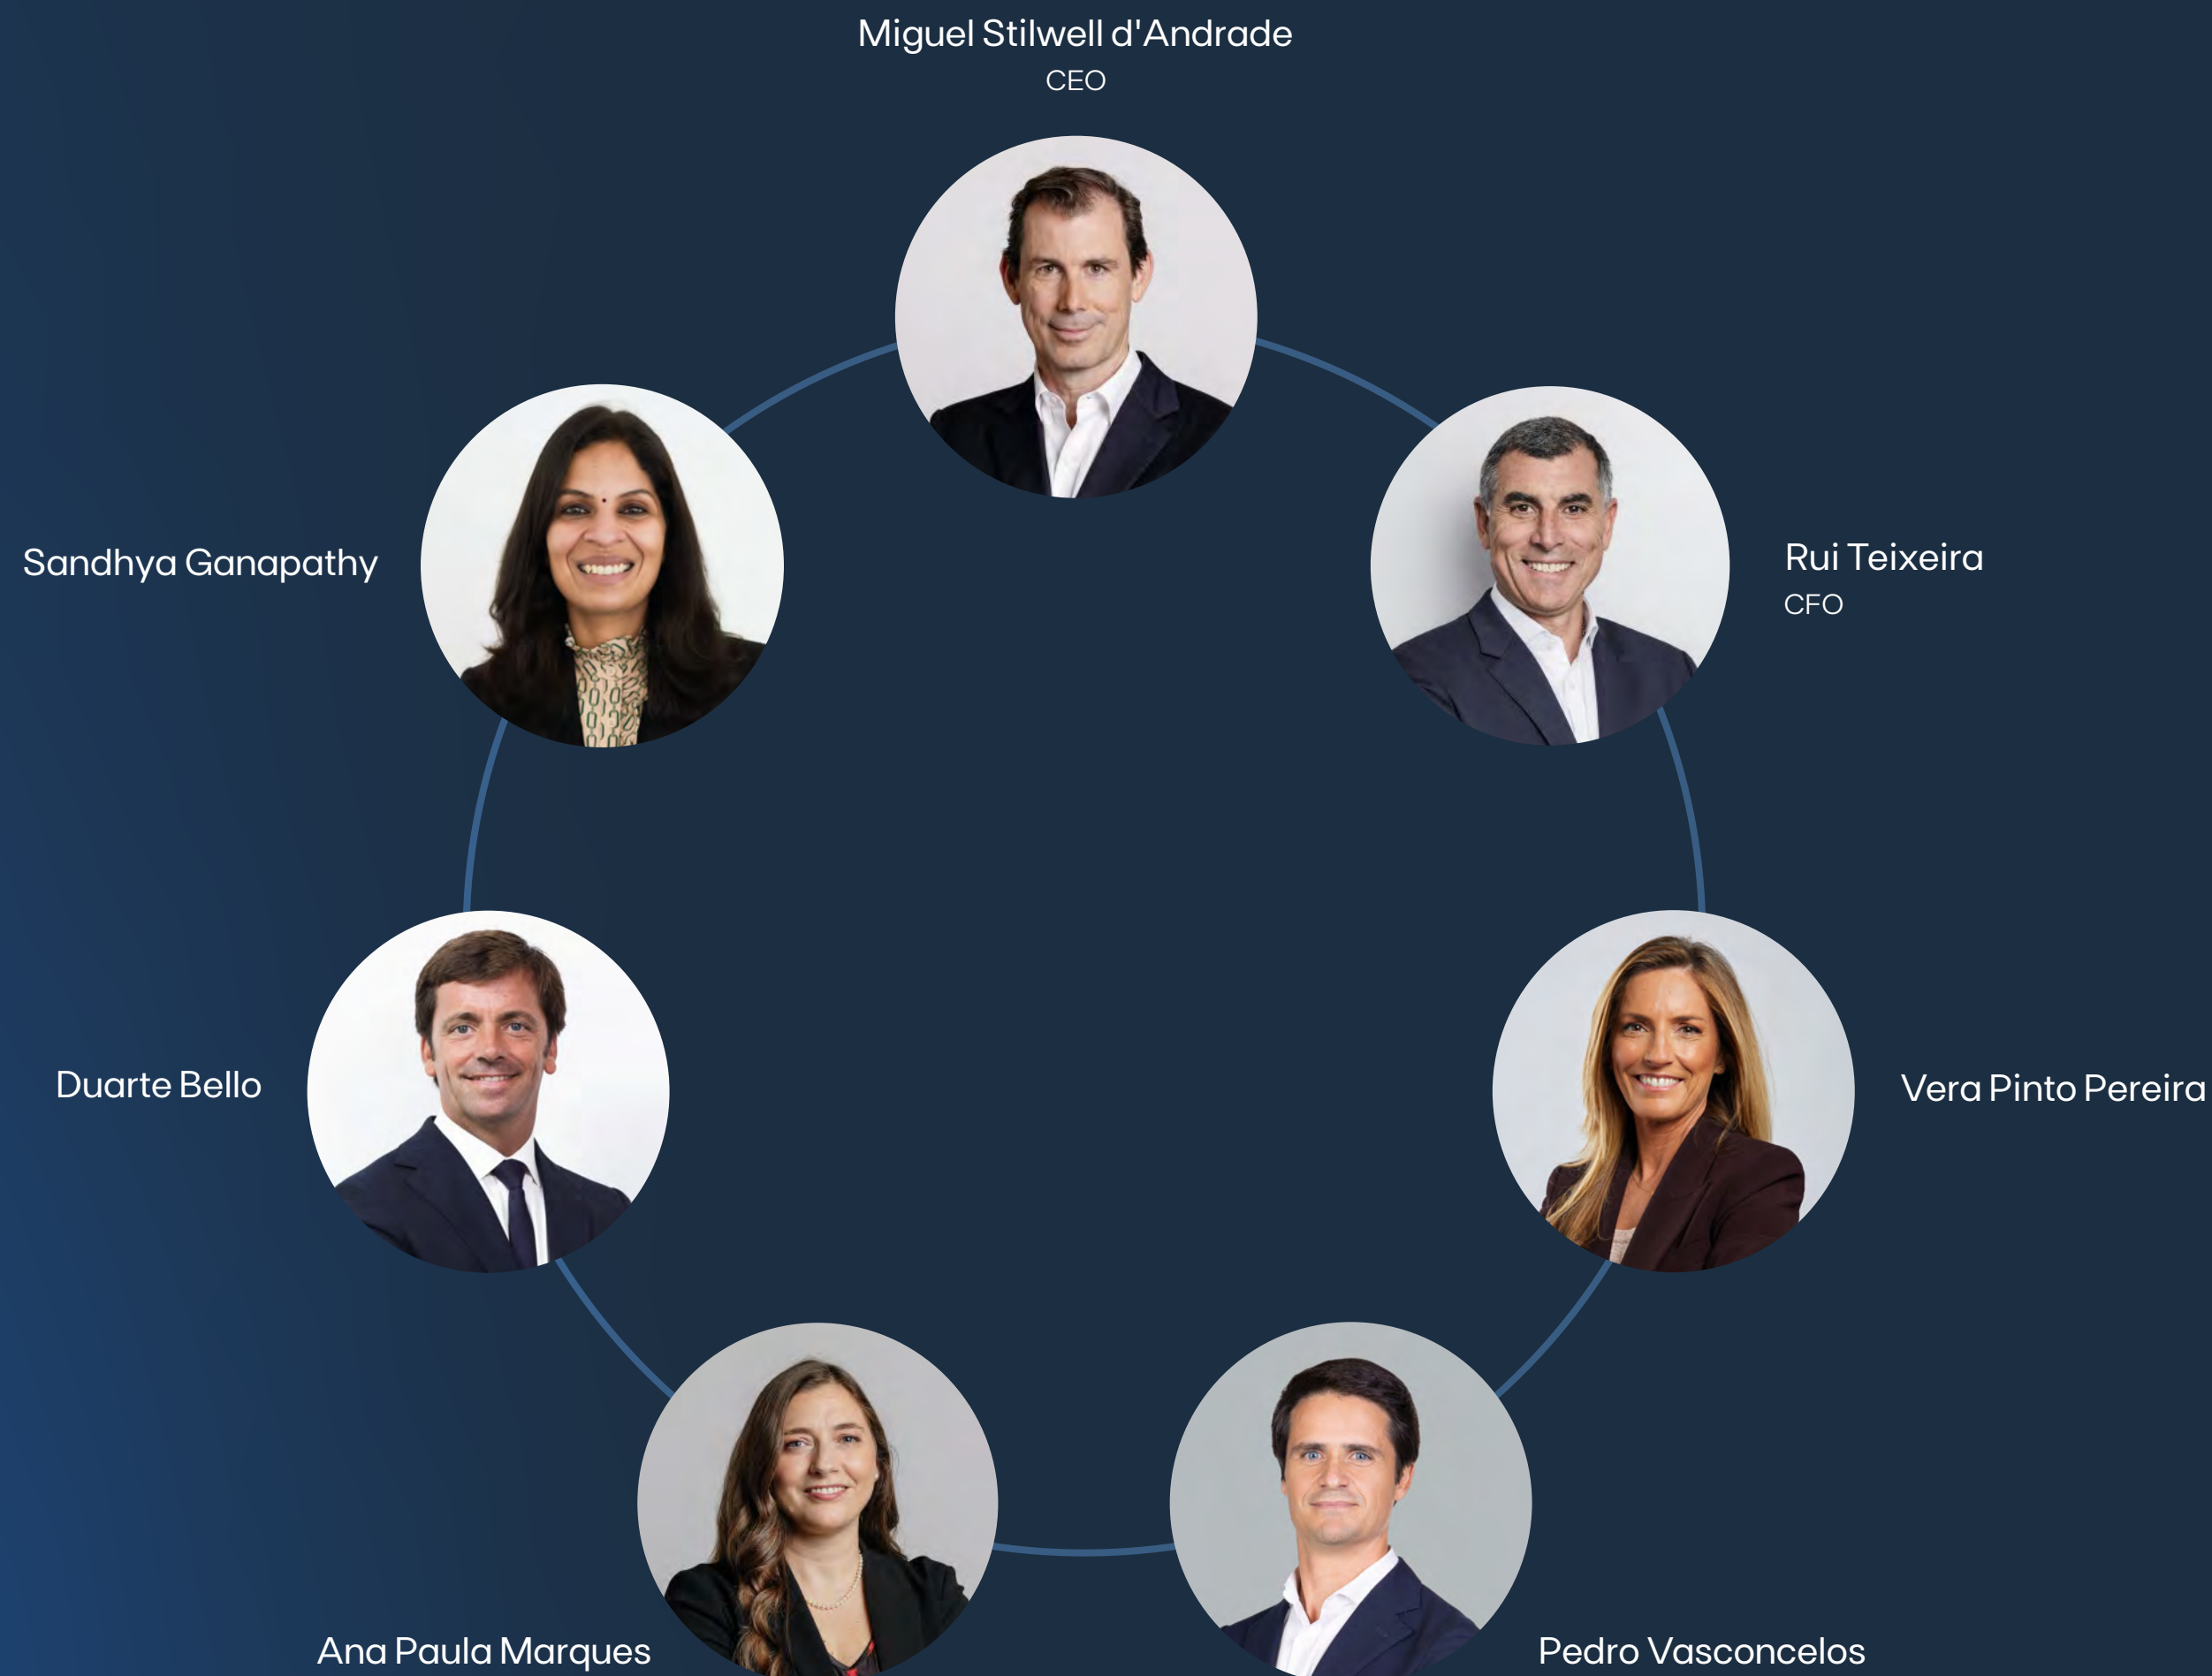 Miguel Stilwell d'Andrade
CEO
Sandhya Ganapathy
Rui Teixeira
CFO
Duarte Bello
Vera Pinto Pereira
Ana Paula Marques
Pedro Vasconcelos